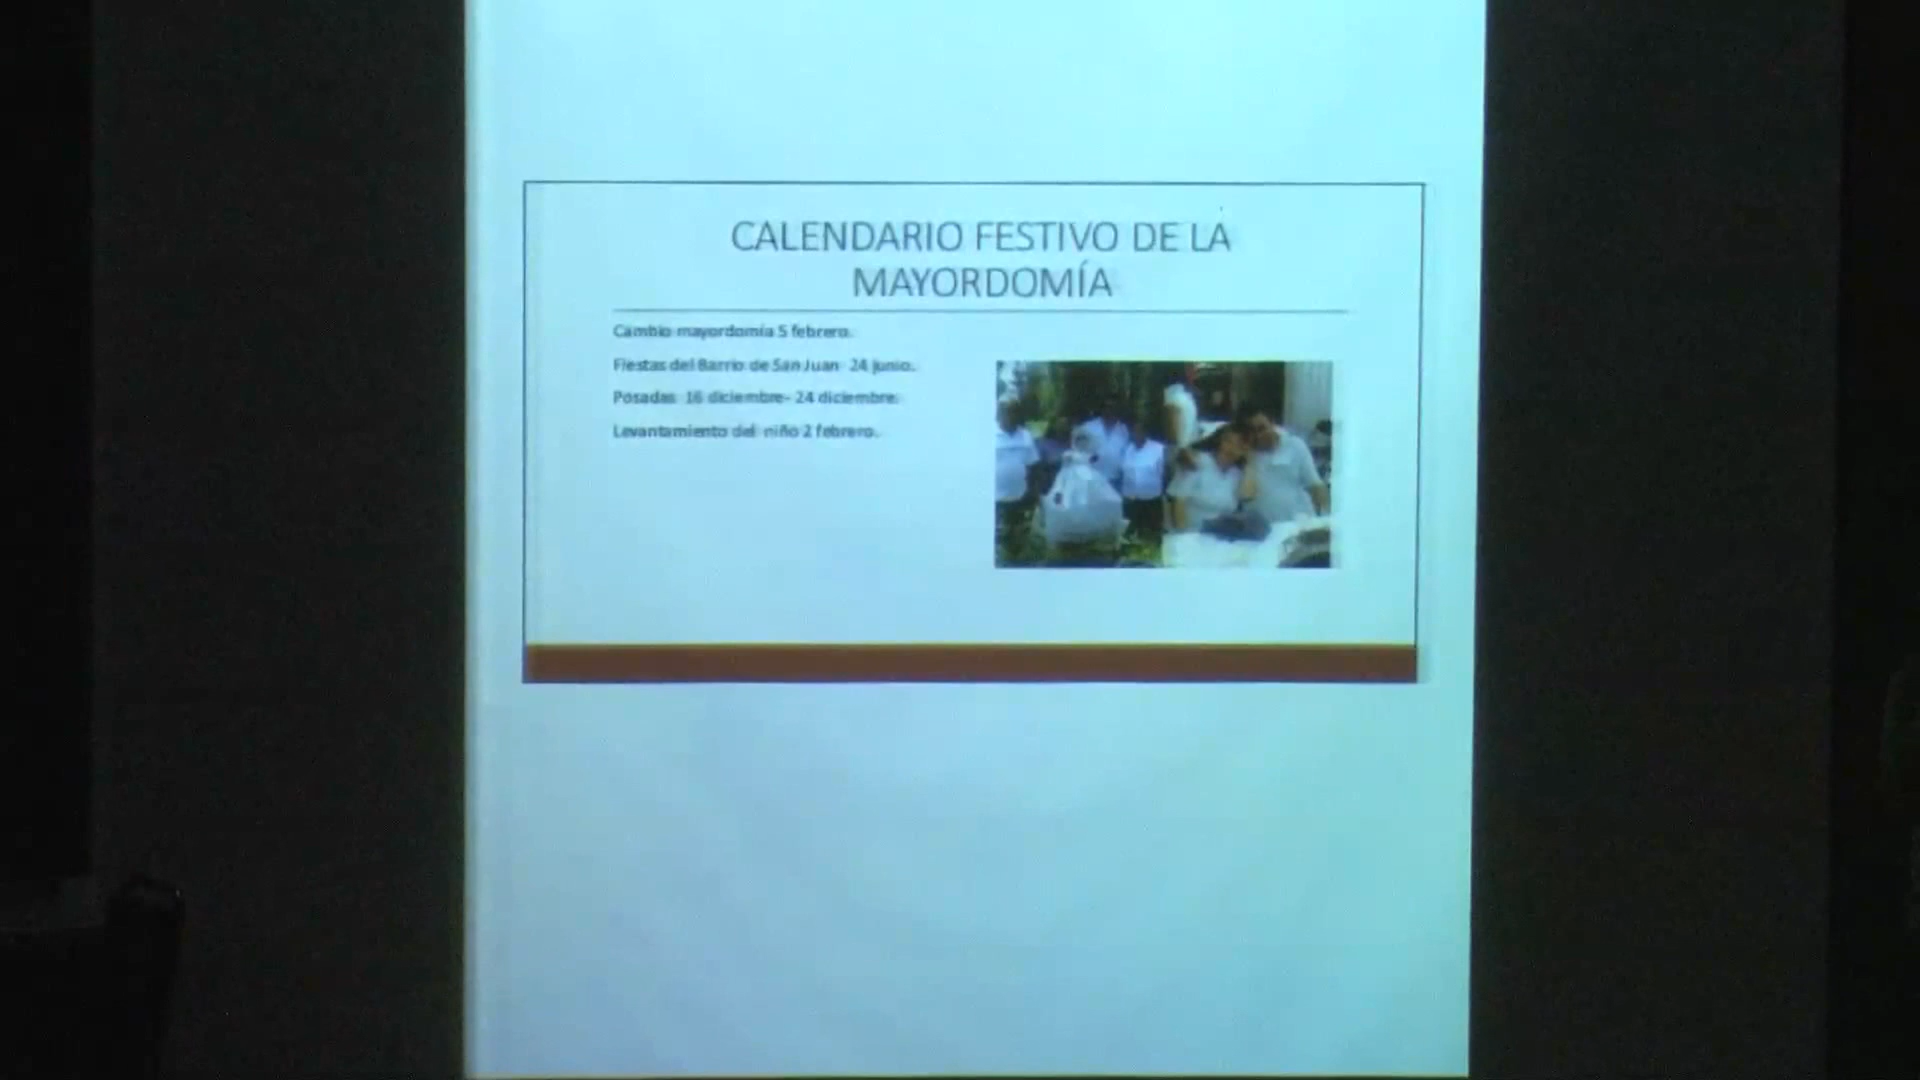 CALENDARIO FESTIVO DE LA
MAYORDOMÍA
Cambio mayordomía 5 febrero.
Fiestas del Barrio de San Juan 24 junio.
Posadas 16 diciembre- 24 diciembre.
Levantamiento del niño 2 febrero.